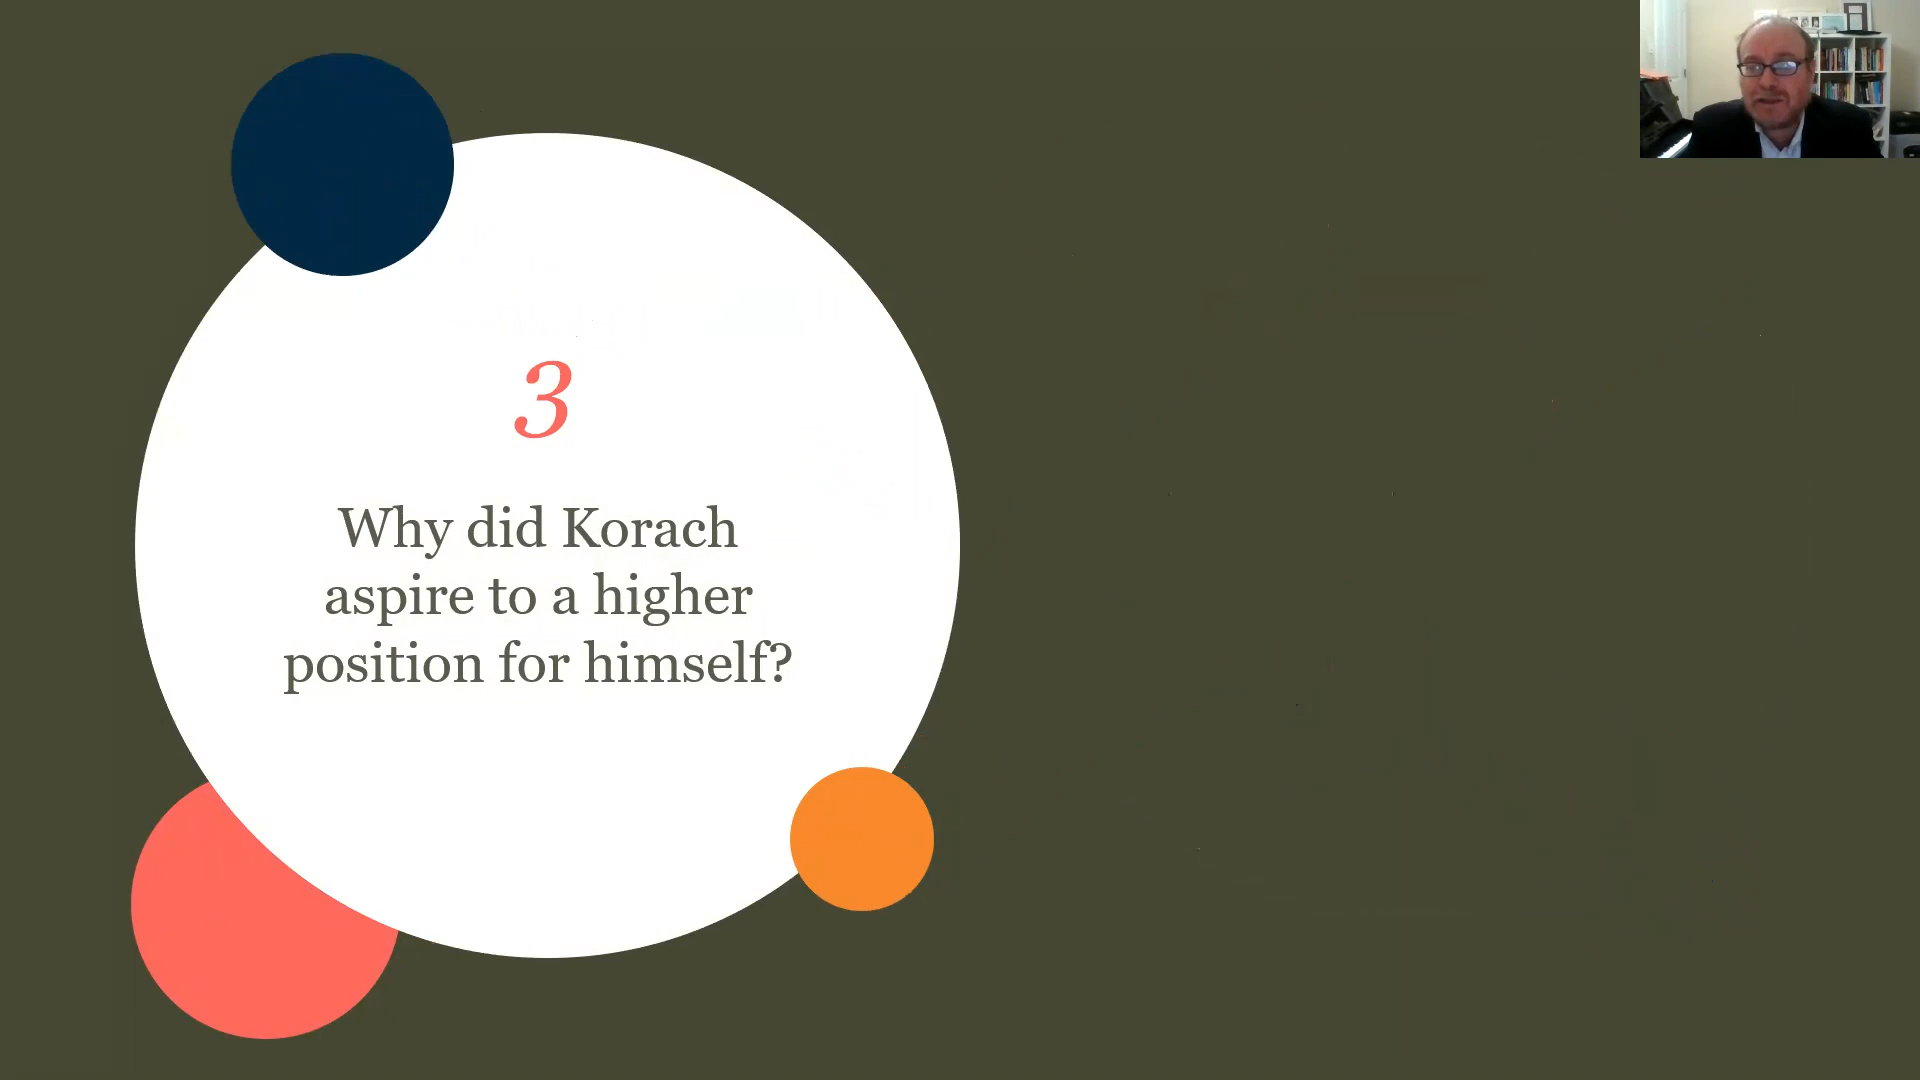 3
Why did Korach
aspire to a higher
position for himself?